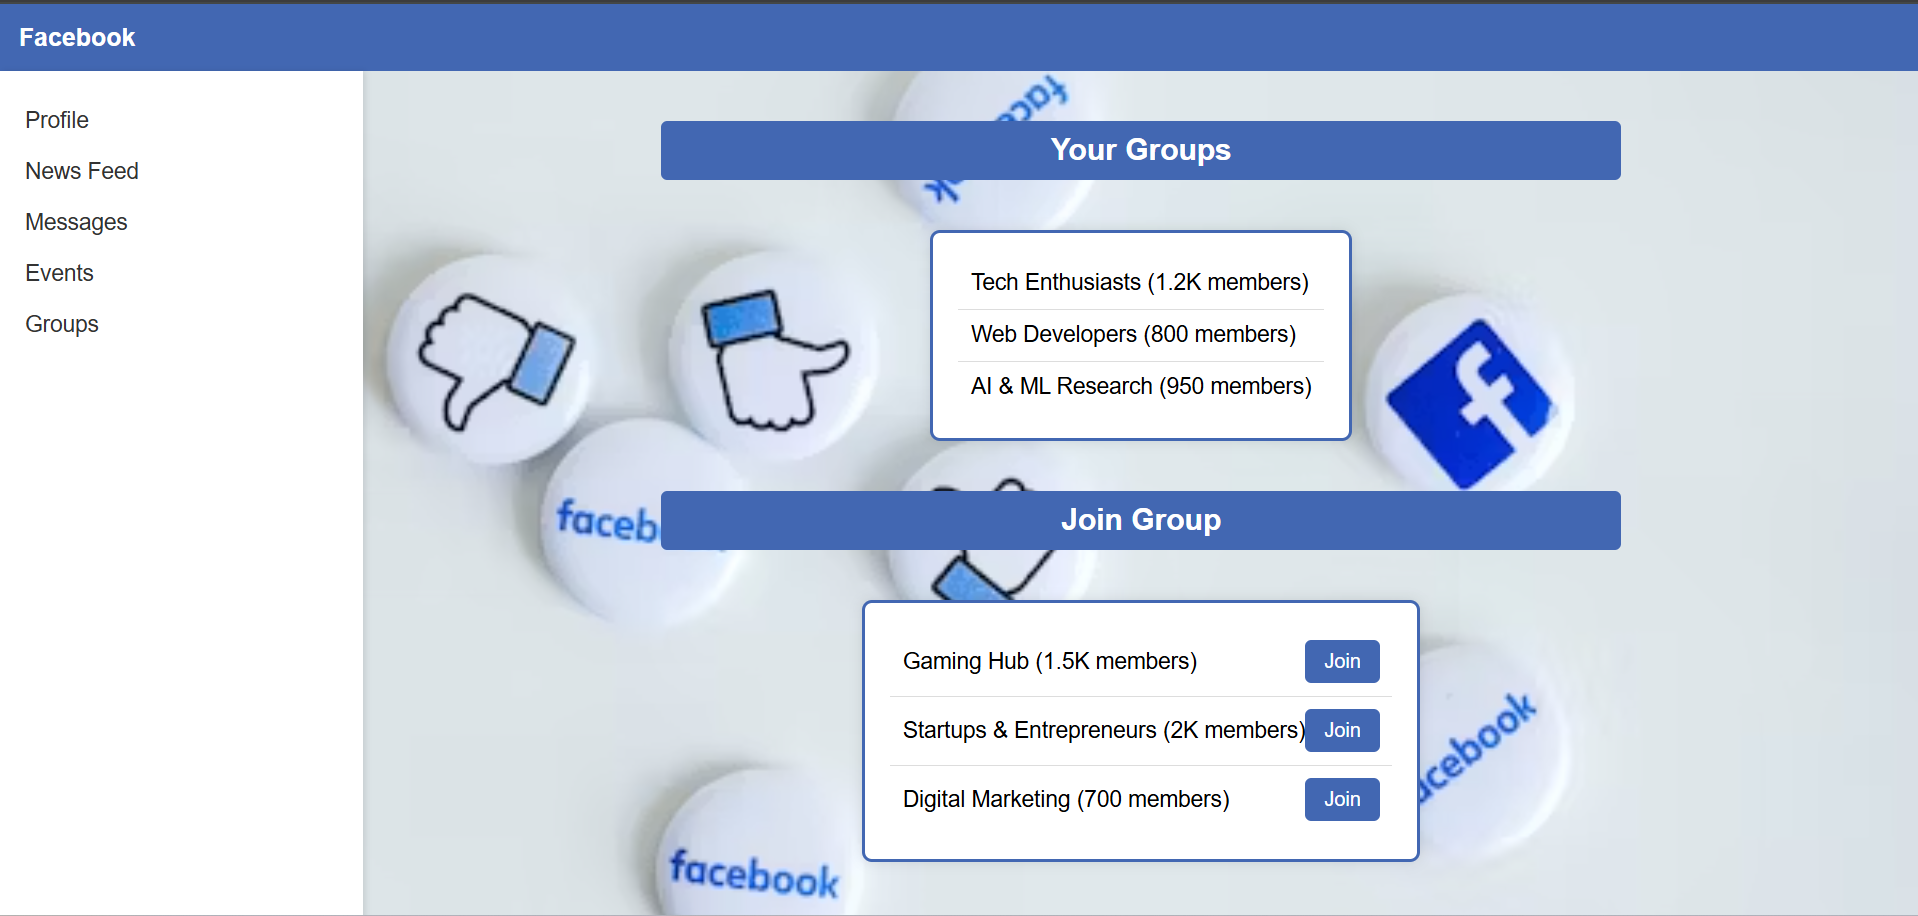 Facebook
Profile
News Feed
Messages
Events
Groups
faceb
Your Groups
Tech Enthusiasts (1.2K members)
Web Developers (800 members)
AI & ML Research (950 members)
f
faceb
Join Group
Gaming Hub (1.5K members) Join
Startups & Entrepreneurs (2K members) Join
Digital Marketing (700 members) Join
acebook
facebook